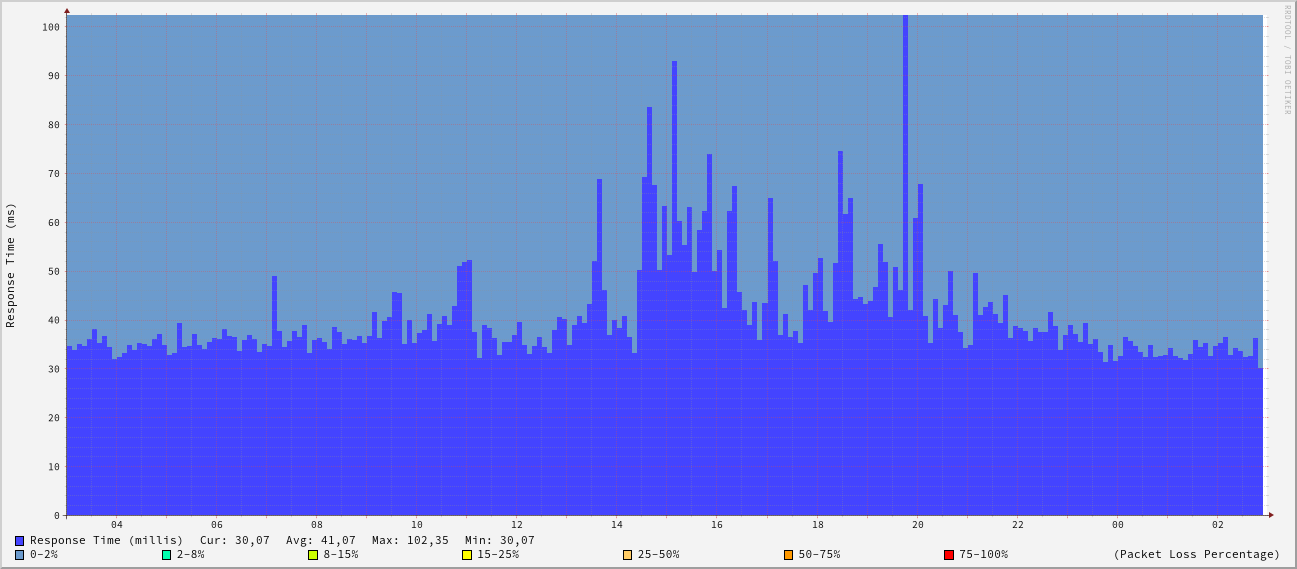 RRDTOOL / TOBI OETIKER
Response Time (ms)
100
90
80
70
60
50
40
30
20
10
0
04 06 08 10 12 14 16 18 20 22 00 02
Response Time (millis) Cur: 30,07 Avg: 41,07 Max: 102,35 Min: 30,07
0-2% 2-8% 8-15% 15-25% 25-50% 50-75% 75-100% (Packet Loss Percentage)